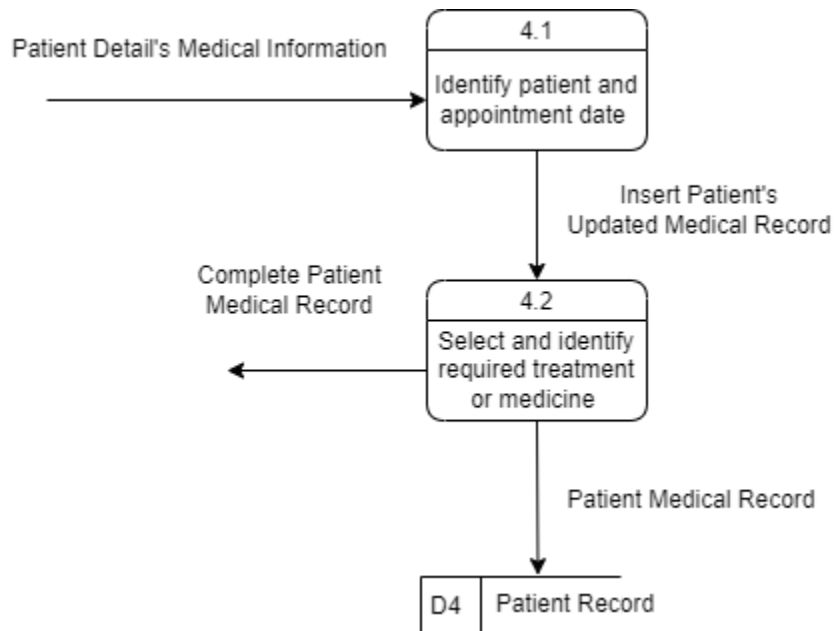 4.1
Patient Detail's Medical Information
Identify patient and
appointment date
Insert Patient's
Updated Medical Record
Complete Patient
Medical Record
4.2
Select and identify
required treatment
or medicine
Patient Medical Record
D4
Patient Record